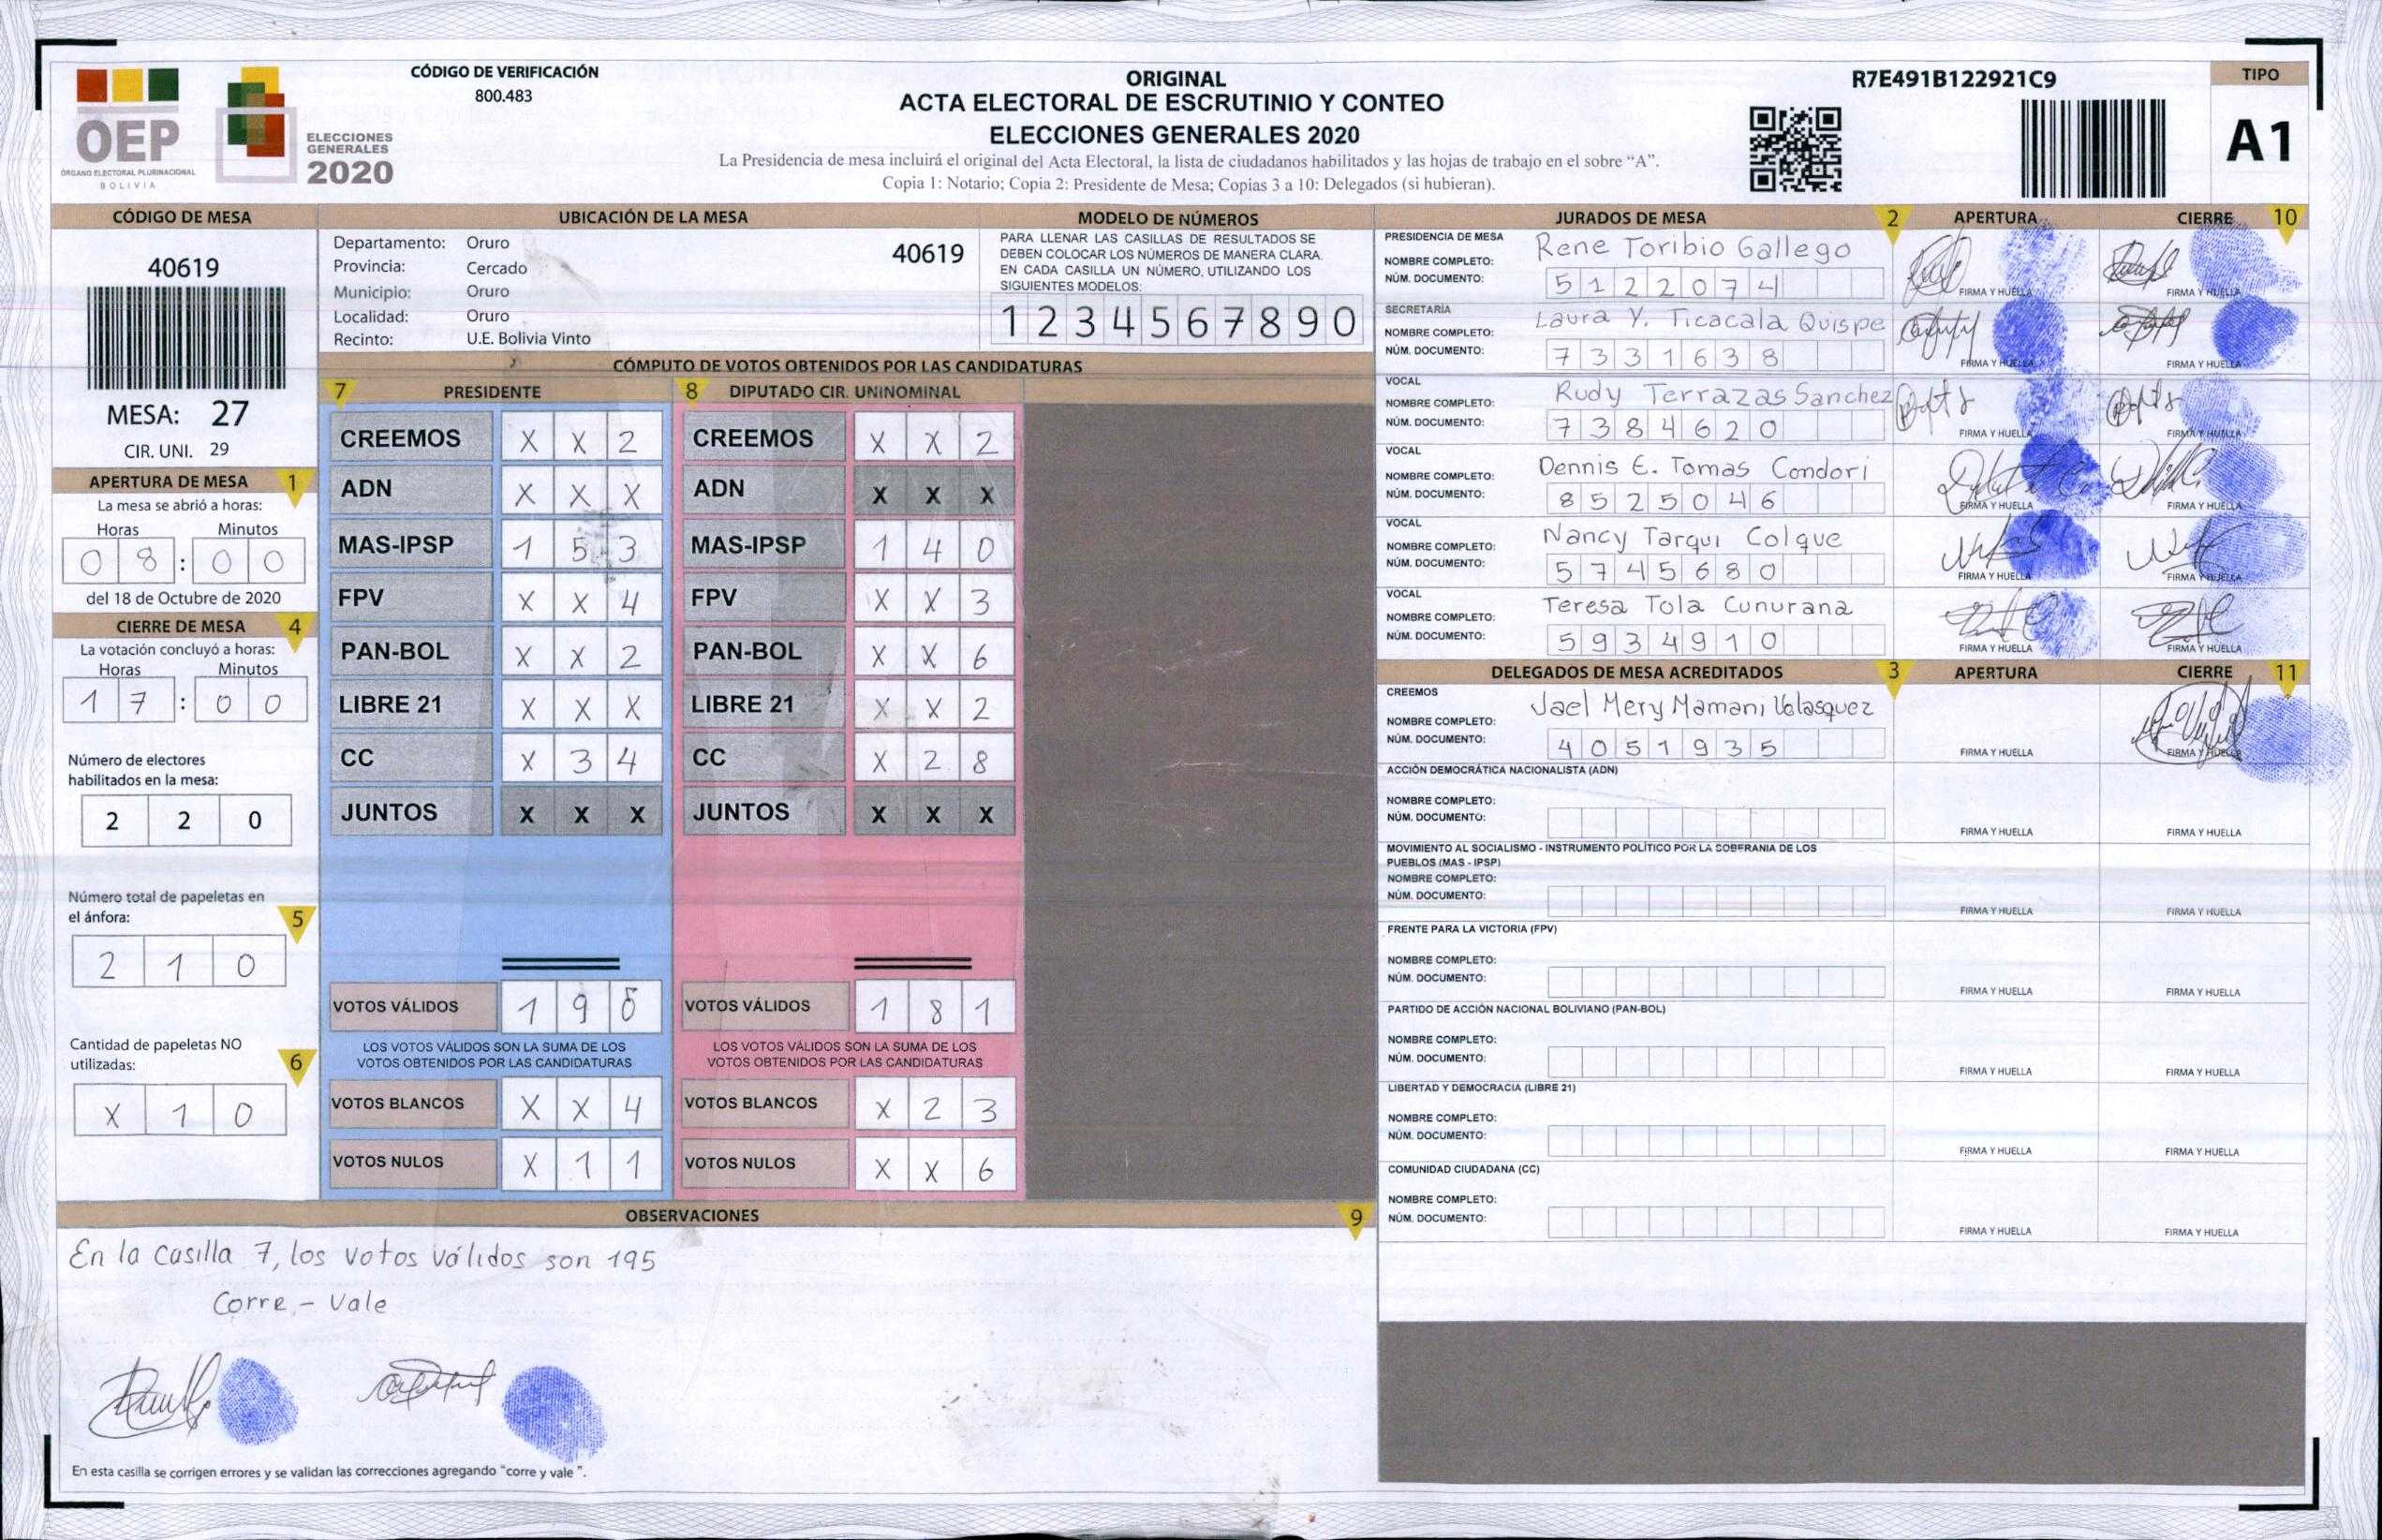 OEP
ÓRGANO ELECTORAL PLURINACIONAL
BOLIVIA
ELECCIONES
GENERALES
2020
CÓDIGO DE VERIFICACIÓN
800.483
ORIGINAL
ACTA ELECTORAL DE ESCRUTINIO Y CONTEO
ELECCIONES GENERALES 2020
La Presidencia de mesa incluirá el original del Acta Electoral, la lista de ciudadanos habilitados y las hojas de trabajo en el sobre “A”.
Copia 1: Notario; Copia 2: Presidente de Mesa; Copias 3 a 10: Delegados (si hubieran).
R7E491B122921C9
TIPO
A1
CÓDIGO DE MESA
40619
MESA: 27
CIR. UNI. 29
APERTURA DE MESA 1
La mesa se abrió a horas:
Horas Minutos
0 8 : 0 0
del 18 de Octubre de 2020
CIERRE DE MESA 4
La votación concluyó a horas:
Horas Minutos
1 7 : 0 0
Número de electores
habilitados en la mesa:
2 2 0
Número total de papeletas en
el ánfora: 5
2 1 0
Cantidad de papeletas NO
utilizadas: 6
X 1 0
UBICACIÓN DE LA MESA
Departamento: Oruro 40619
Provincia: Cercado
Municipio: Oruro
Localidad: Oruro
Recinto: U.E. Bolivia Vinto
MODELO DE NÚMEROS
PARA LLENAR LAS CASILLAS DE RESULTADOS SE
DEBEN COLOCAR LOS NÚMEROS DE MANERA CLARA.
EN CADA CASILLA UN NÚMERO, UTILIZANDO LOS
SIGUIENTES MODELOS:
1 2 3 4 5 6 7 8 9 0
CÓMPUTO DE VOTOS OBTENIDOS POR LAS CANDIDATURAS
7 PRESIDENTE 8 DIPUTADO CIR. UNINOMINAL
CREEMOS X X 2 CREEMOS X X 2
ADN X X X ADN X X X
MAS-IPSP 1 5 3 MAS-IPSP 1 4 0
FPV X X 4 FPV X X 3
PAN-BOL X X 2 PAN-BOL X X 6
LIBRE 21 X X X LIBRE 21 X X 2
CC X 3 4 CC X 2 8
JUNTOS X X X JUNTOS X X X
VOTOS VÁLIDOS 1 9 VOTOS VÁLIDOS 1 8 1
LOS VOTOS VÁLIDOS SON LA SUMA DE LOS LOS VOTOS VÁLIDOS SON LA SUMA DE LOS
VOTOS OBTENIDOS POR LAS CANDIDATURAS VOTOS OBTENIDOS POR LAS CANDIDATURAS
VOTOS BLANCOS X X 4 VOTOS BLANCOS X 2 3
VOTOS NULOS X 1 1 VOTOS NULOS X X 6
OBSERVACIONES 9
En la casilla 7, los votos válidos son 195
Corre.- Vale
En esta casilla se corrigen errores y se validan las correcciones agregando “corre y vale ”.
JURADOS DE MESA 2 APERTURA CIERRE 10
PRESIDENCIA DE MESA
NOMBRE COMPLETO: Rene Toribio Gallego
NÚM. DOCUMENTO: 5 1 2 2 0 7 4 FIRMA Y HUELLA FIRMA Y HUELLA
SECRETARÍA
NOMBRE COMPLETO: Laura Y. Ticacala Quispe
NÚM. DOCUMENTO: 7 3 3 1 6 3 8 FIRMA Y HUELLA FIRMA Y HUELLA
VOCAL
NOMBRE COMPLETO: Rudy Terrazas Sanchez
NÚM. DOCUMENTO: 7 3 8 4 6 2 0 FIRMA Y HUELLA FIRMA Y HUELLA
VOCAL
NOMBRE COMPLETO: Dennis E. Tomas Condori
NÚM. DOCUMENTO: 8 5 2 5 0 4 6 FIRMA Y HUELLA FIRMA Y HUELLA
VOCAL
NOMBRE COMPLETO: Nancy Tarqui Colque
NÚM. DOCUMENTO: 5 7 4 5 6 8 0 FIRMA Y HUELLA FIRMA Y HUELLA
VOCAL
NOMBRE COMPLETO: Teresa Tola Cunurana
NÚM. DOCUMENTO: 5 9 3 4 9 1 0 FIRMA Y HUELLA FIRMA Y HUELLA
DELEGADOS DE MESA ACREDITADOS 3 APERTURA CIERRE 11
CREEMOS
NOMBRE COMPLETO: Jael Mery Mamani Velasquez
NÚM. DOCUMENTO: 4 0 5 1 9 3 5 FIRMA Y HUELLA FIRMA Y HUELLA
ACCIÓN DEMOCRÁTICA NACIONALISTA (ADN)
NOMBRE COMPLETO:
NÚM. DOCUMENTO: FIRMA Y HUELLA FIRMA Y HUELLA
MOVIMIENTO AL SOCIALISMO - INSTRUMENTO POLÍTICO POR LA SOBERANIA DE LOS
PUEBLOS (MAS - IPSP)
NOMBRE COMPLETO:
NÚM. DOCUMENTO: FIRMA Y HUELLA FIRMA Y HUELLA
FRENTE PARA LA VICTORIA (FPV)
NOMBRE COMPLETO:
NÚM. DOCUMENTO: FIRMA Y HUELLA FIRMA Y HUELLA
PARTIDO DE ACCIÓN NACIONAL BOLIVIANO (PAN-BOL)
NOMBRE COMPLETO:
NÚM. DOCUMENTO: FIRMA Y HUELLA FIRMA Y HUELLA
LIBERTAD Y DEMOCRACIA (LIBRE 21)
NOMBRE COMPLETO:
NÚM. DOCUMENTO: FIRMA Y HUELLA FIRMA Y HUELLA
COMUNIDAD CIUDADANA (CC)
NOMBRE COMPLETO:
NÚM. DOCUMENTO: FIRMA Y HUELLA FIRMA Y HUELLA